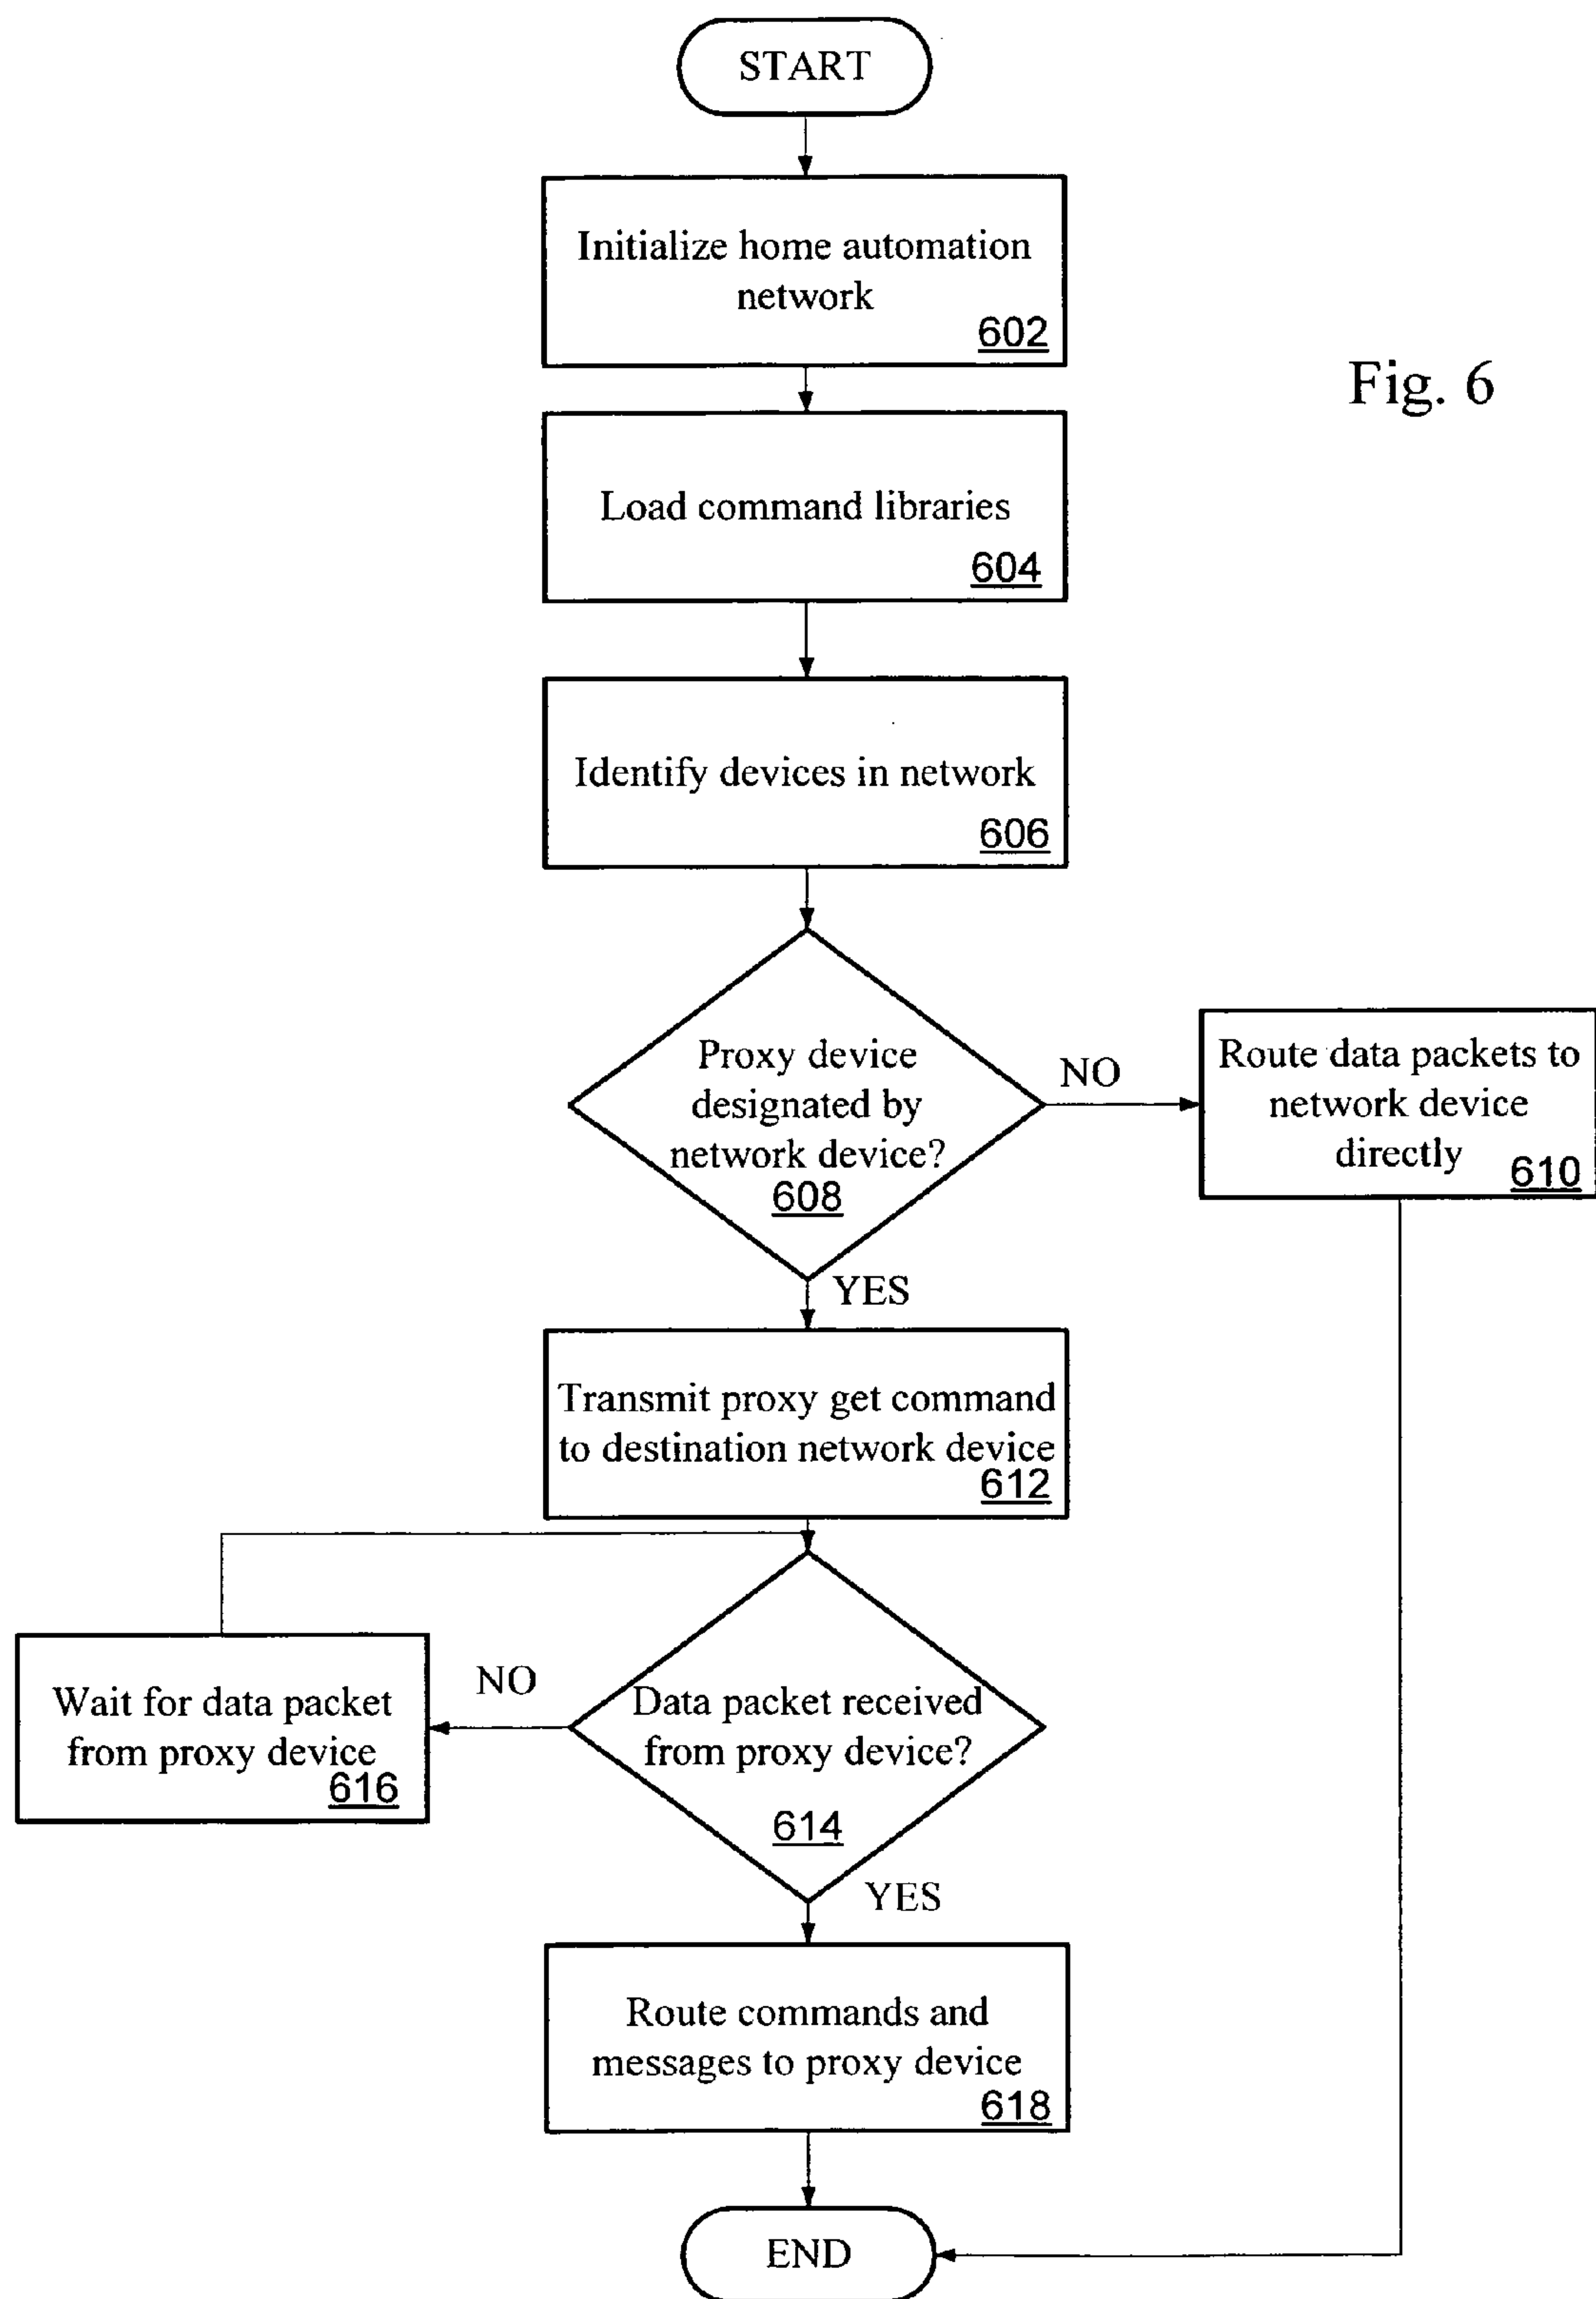 START
Initialize home automation
network
602
Fig. 6
Load command libraries
604
Identify devices in network
606
Proxy device
designated by
network device?
608
NO
Route data packets to
network device
directly
610
YES
Transmit proxy get command
to destination network device
612
Wait for data packet
from proxy device
616
NO
Data packet received
from proxy device?
614
YES
Route commands and
messages to proxy device
618
END